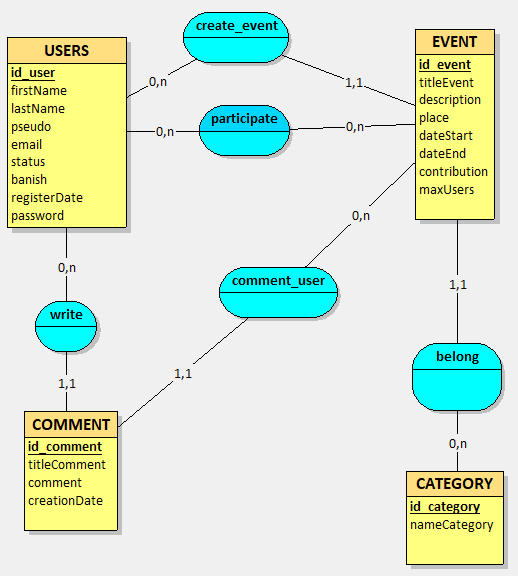 create_event
USERS
id_user
firstName
lastName
pseudo
email
status
banish
registerDate
password
0,n
1,1
EVENT
id_event
titleEvent
description
place
dateStart
dateEnd
contribution
maxUsers
0,n
participate
0,n
0,n
0,n
comment_user
1,1
write
belong
1,1
1,1
COMMENT
id_comment
titleComment
comment
creationDate
0,n
CATEGORY
id_category
nameCategory